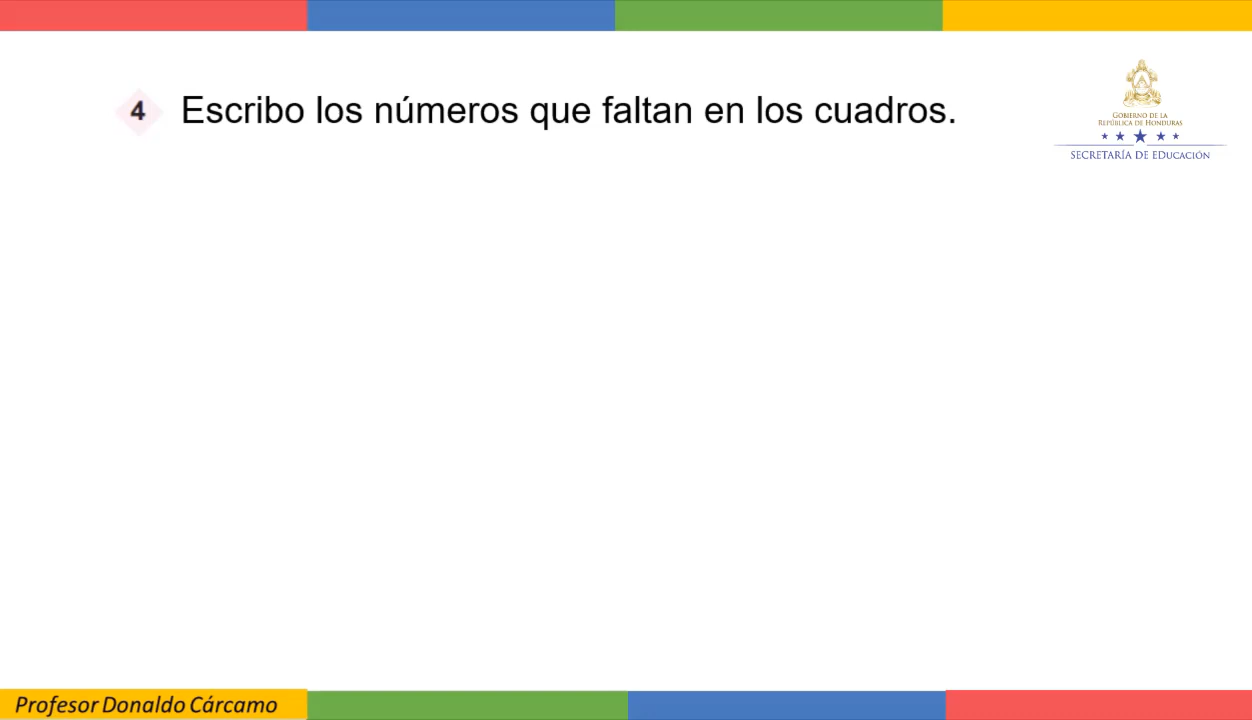 4 Escribo los números que faltan en los cuadros.
GOBIERNO DE LA
REPÚBLICA DE HONDURAS
SECRETARÍA DE EDUCACIÓN
Profesor Donaldo Cárcamo